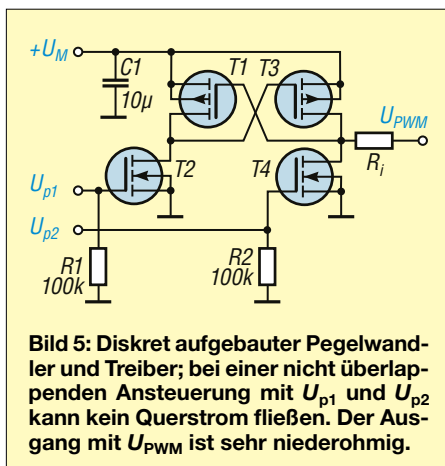 +U_M
C1
10µ
T1
T3
U_PWM
R_i
T2
T4
U_p1
U_p2
R1
100k
R2
100k
Bild 5: Diskret aufgebauter Pegelwand-
ler und Treiber; bei einer nicht überlap-
penden Ansteuerung mit U_p1 und U_p2
kann kein Querstrom fließen. Der Aus-
gang mit U_PWM ist sehr niederohmig.